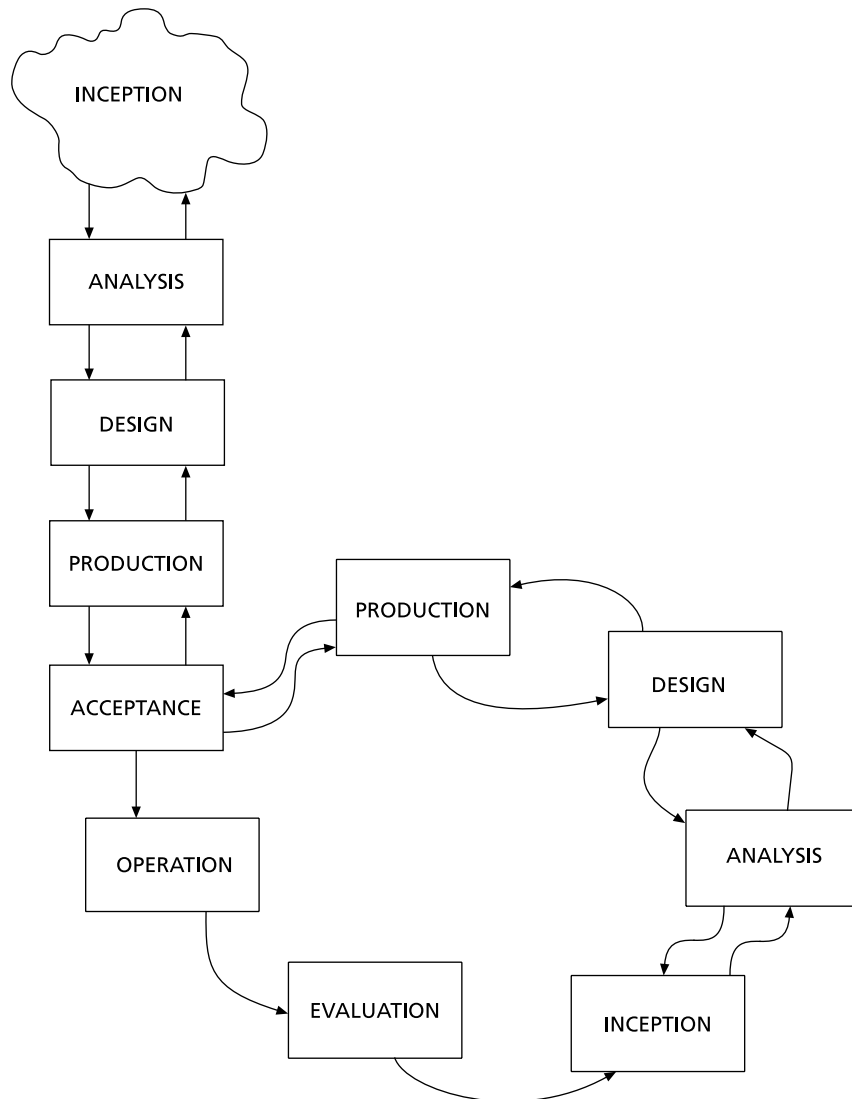 INCEPTION
ANALYSIS
DESIGN
PRODUCTION
PRODUCTION
DESIGN
ACCEPTANCE
ANALYSIS
OPERATION
EVALUATION
INCEPTION